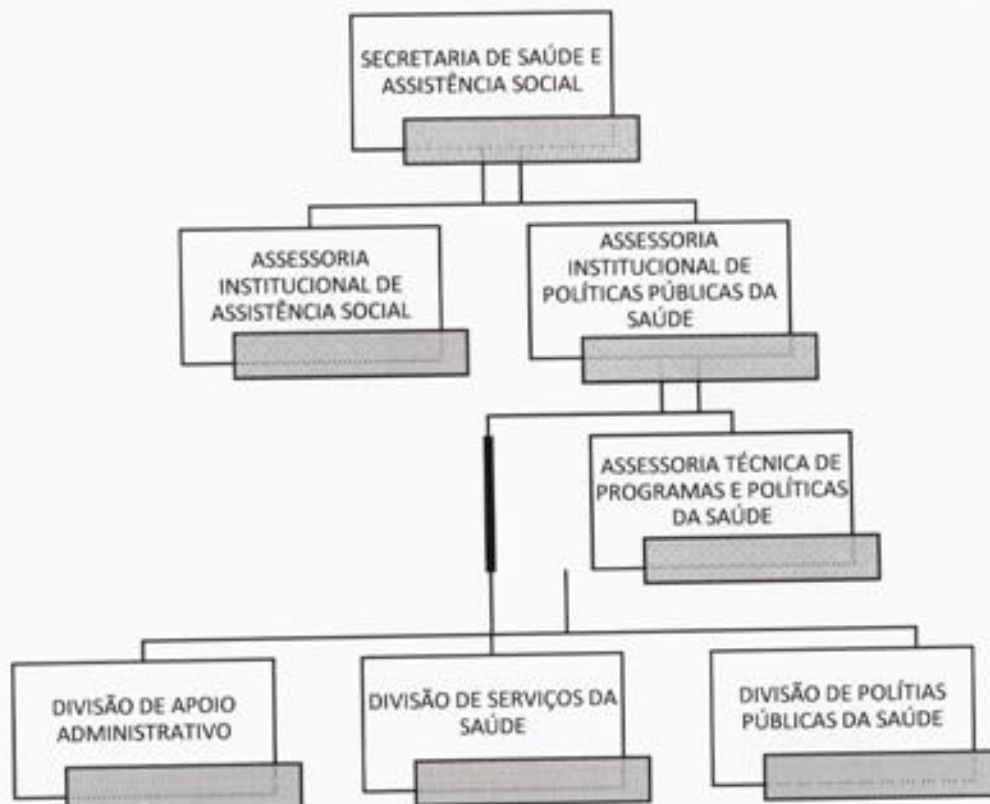 SECRETARIA DE SAÚDE E
ASSISTÊNCIA SOCIAL
ASSESSORIA
INSTITUCIONAL DE
ASSISTÊNCIA SOCIAL
ASSESSORIA
INSTITUCIONAL DE
POLÍTICAS PÚBLICAS DA
SAÚDE
ASSESSORIA TÉCNICA DE
PROGRAMAS E POLÍTICAS
DA SAÚDE
DIVISÃO DE APOIO
ADMINISTRATIVO
DIVISÃO DE SERVIÇOS DA
SAÚDE
DIVISÃO DE POLÍTIAS
PÚBLICAS DA SAÚDE